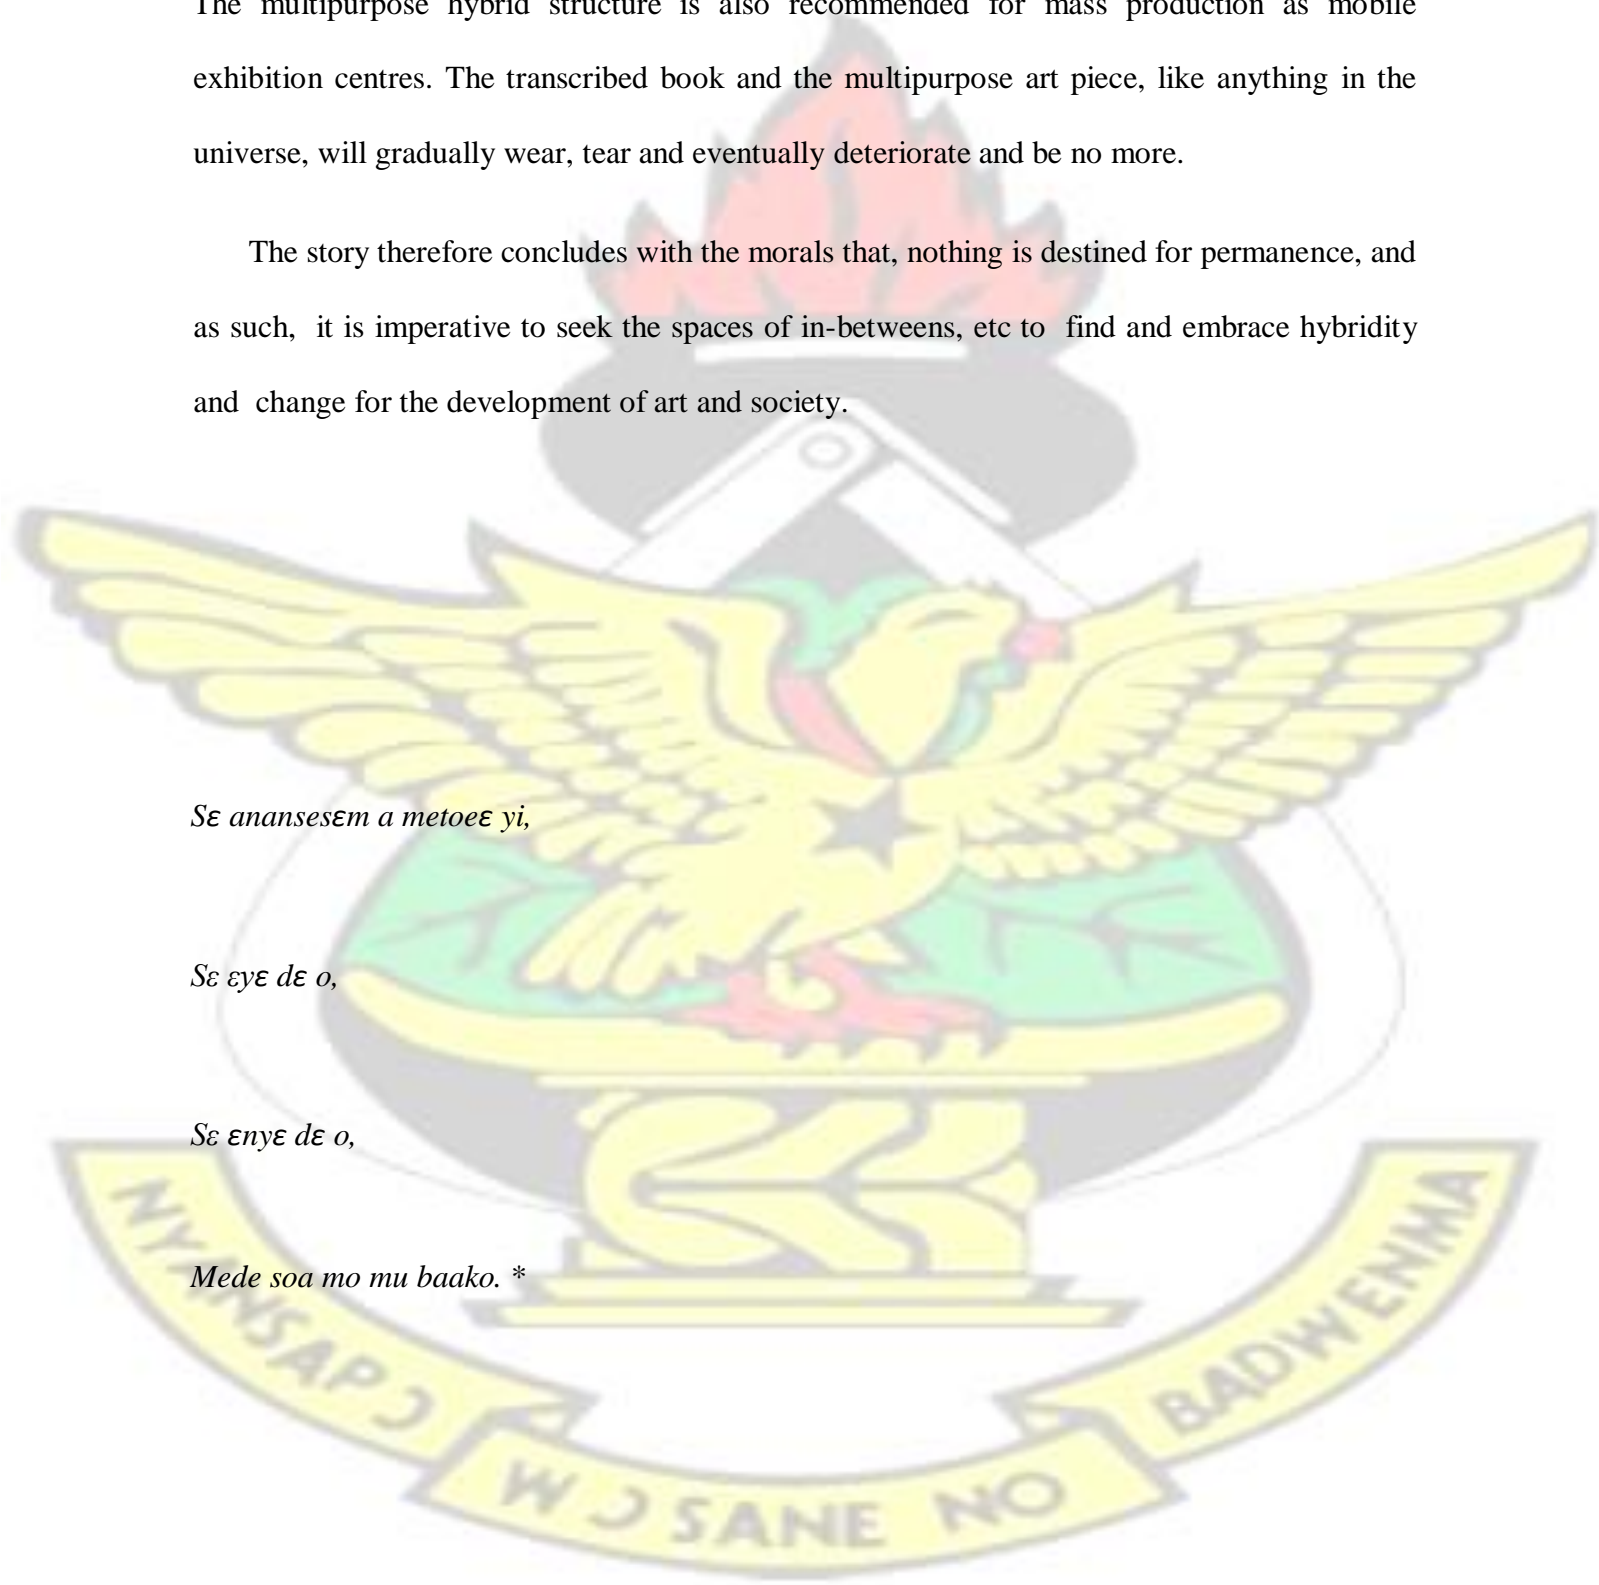 The multipurpose hybrid structure is also recommended for mass production as mobile
exhibition centres. The transcribed book and the multipurpose art piece, like anything in the
universe, will gradually wear, tear and eventually deteriorate and be no more.
The story therefore concludes with the morals that, nothing is destined for permanence, and
as such, it is imperative to seek the spaces of in-betweens, etc to find and embrace hybridity
and change for the development of art and society.
Sɛ anansesɛm a metoeɛ yi,
Sɛ ɛyɛ dɛ o,
Sɛ ɛnyɛ dɛ o,
Mede soa mo mu baako. *
NYANSAPƆ WƆSANE NO BADWENMA